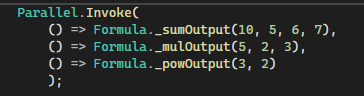 Parallel.Invoke(
() => Formula._sumOutput(10, 5, 6, 7),
() => Formula._mulOutput(5, 2, 3),
() => Formula._powOutput(3, 2)
);